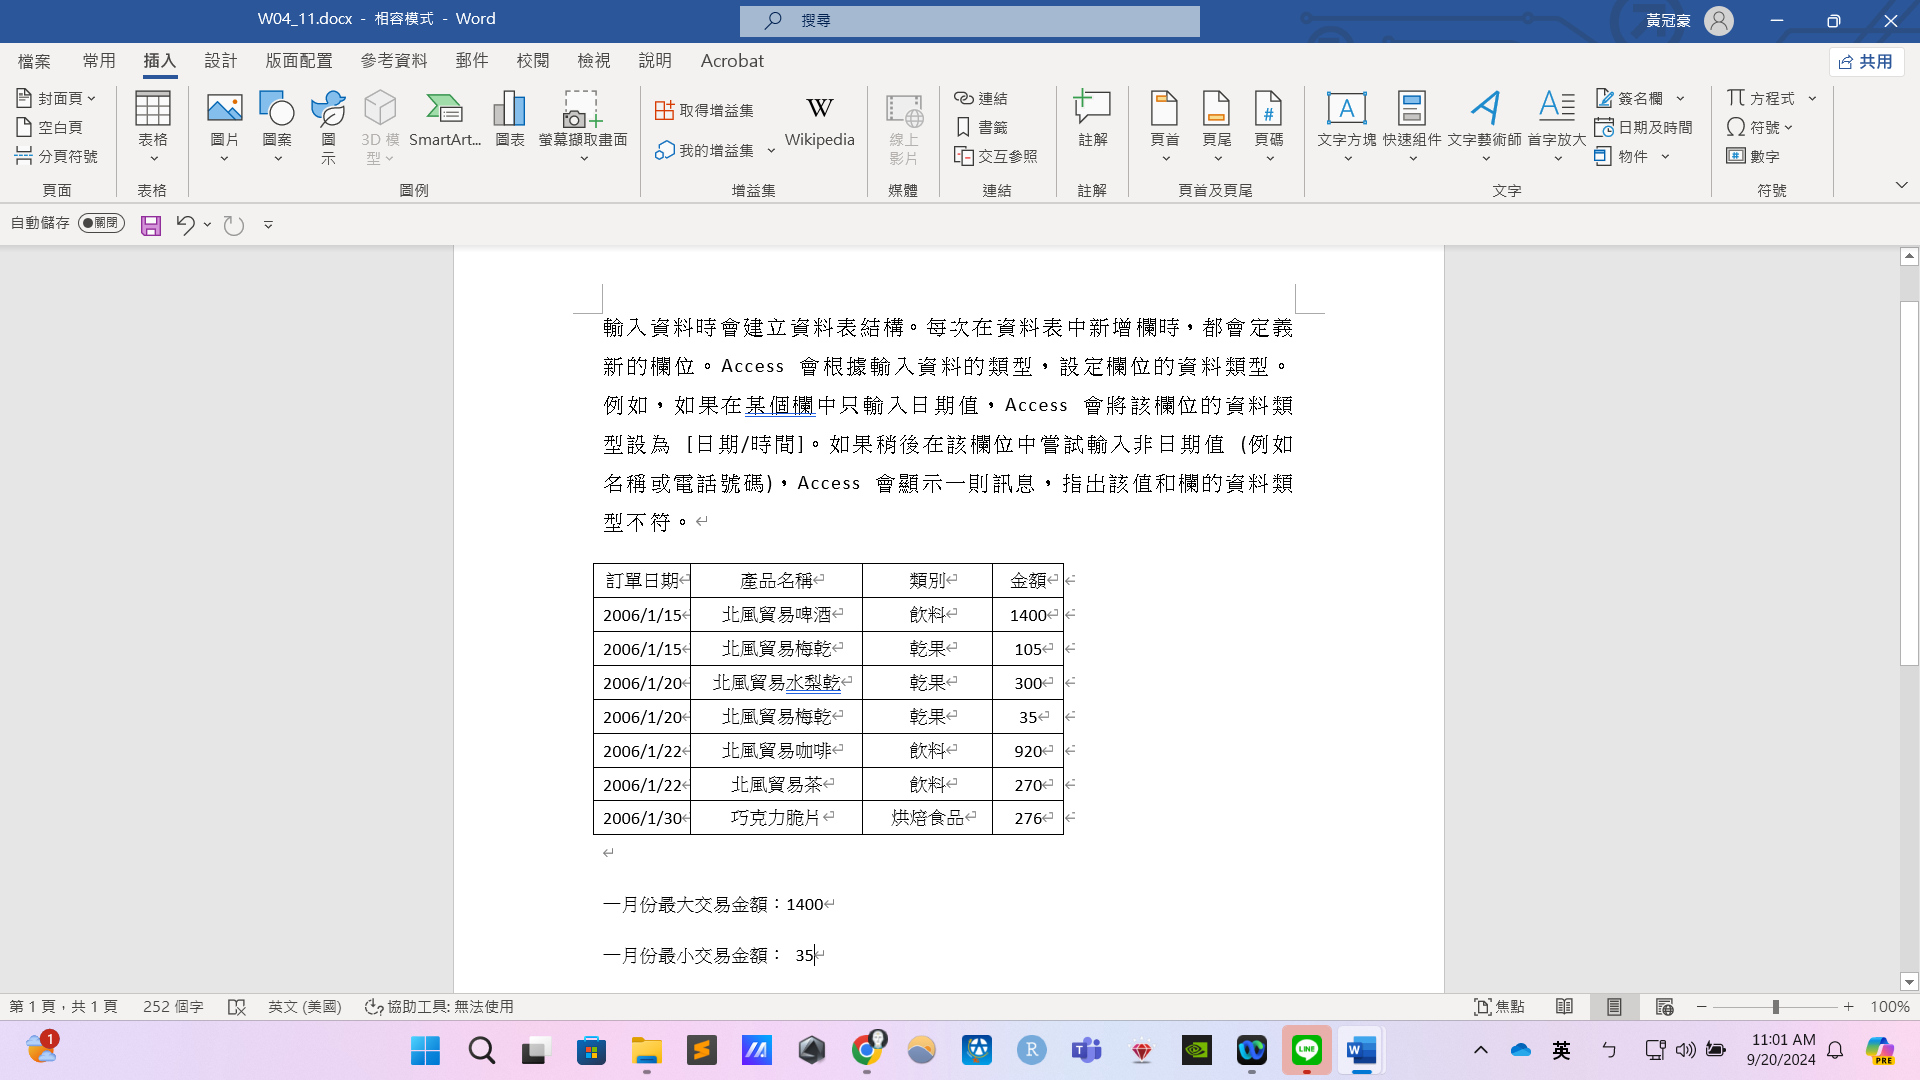 W04_11.docx - 相容模式 - Word
搜尋
黃冠豪
檔案 常用 插入 設計 版面配置 參考資料 郵件 校閱 檢視 說明 Acrobat
共用
封面頁
空白頁
分頁符號
頁面
表格
表格
圖片
圖案
圖示
3D 模型
SmartArt...
圖表
螢幕擷取畫面
圖例
取得增益集
我的增益集
Wikipedia
增益集
線上影片
媒體
連結
書籤
交互參照
連結
註解
註解
頁首
頁尾
頁碼
頁首及頁尾
文字方塊
快速組件
文字藝術師
首字放大
簽名欄
日期及時間
物件
文字
方程式
符號
數字
符號
自動儲存 關閉
輸入資料時會建立資料表結構。每次在資料表中新增欄時，都會定義
新的欄位。Access 會根據輸入資料的類型，設定欄位的資料類型。
例如，如果在某個欄中只輸入日期值，Access 會將該欄位的資料類
型設為 [日期/時間]。如果稍後在該欄位中嘗試輸入非日期值 (例如
名稱或電話號碼)，Access 會顯示一則訊息，指出該值和欄的資料類
型不符。
訂單日期 產品名稱 類別 金額
2006/1/15 北風貿易啤酒 飲料 1400
2006/1/15 北風貿易梅乾 乾果 105
2006/1/20 北風貿易水梨乾 乾果 300
2006/1/20 北風貿易梅乾 乾果 35
2006/1/22 北風貿易咖啡 飲料 920
2006/1/22 北風貿易茶 飲料 270
2006/1/30 巧克力脆片 烘焙食品 276
一月份最大交易金額：1400
一月份最小交易金額： 35
第 1 頁，共 1 頁 252 個字 英文 (美國) 協助工具: 無法使用
焦點 100%
1
LINE
英
ㄅ
11:01 AM
9/20/2024
PRE